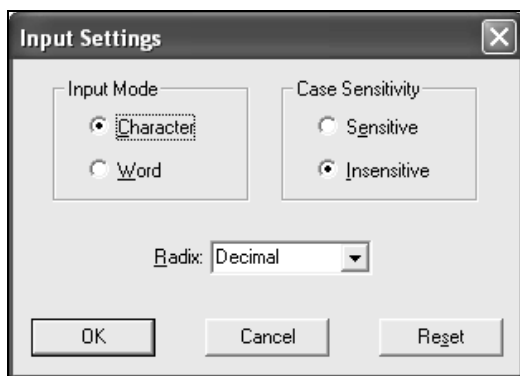 Input Settings
Input Mode
Character
Word
Case Sensitivity
Sensitive
Insensitive
Radix: Decimal
OK Cancel Reset